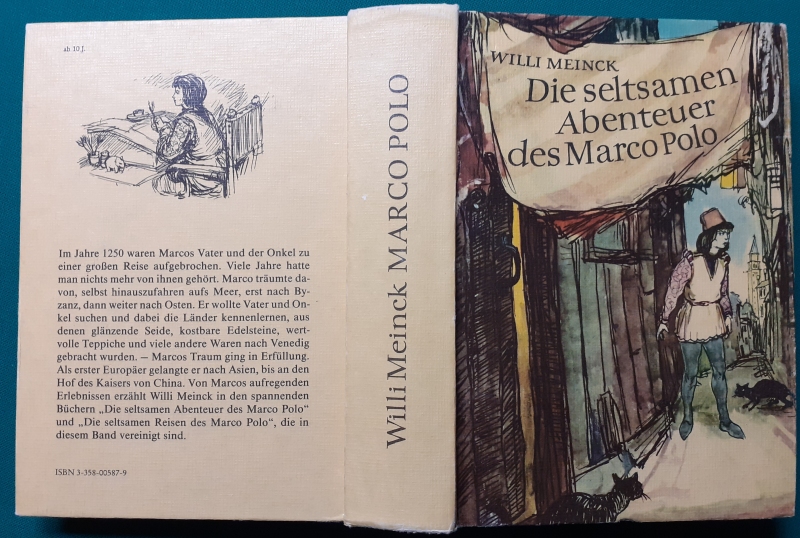 ab 10 J.
Im Jahre 1250 waren Marcos Vater und der Onkel zu
einer großen Reise aufgebrochen. Viele Jahre hatte
man nichts mehr von ihnen gehört. Marco träumte da-
von, selbst hinauszufahren aufs Meer, erst nach By-
zanz, dann weiter nach Osten. Er wollte Vater und On-
kel suchen und dabei die Länder kennenlernen, aus
denen glänzende Seide, kostbare Edelsteine, wert-
volle Teppiche und viele andere Waren nach Venedig
gebracht wurden. – Marcos Traum ging in Erfüllung.
Als erster Europäer gelangte er nach Asien, bis an den
Hof des Kaisers von China. Von Marcos aufregenden
Erlebnissen erzählt Willi Meinck in den spannenden
Büchern „Die seltsamen Abenteuer des Marco Polo“
und „Die seltsamen Reisen des Marco Polo“, die in
diesem Band vereinigt sind.
ISBN 3-358-00587-9
Willi Meinck MARCO POLO
WILLI MEINCK
Die seltsamen
Abenteuer
des Marco Polo